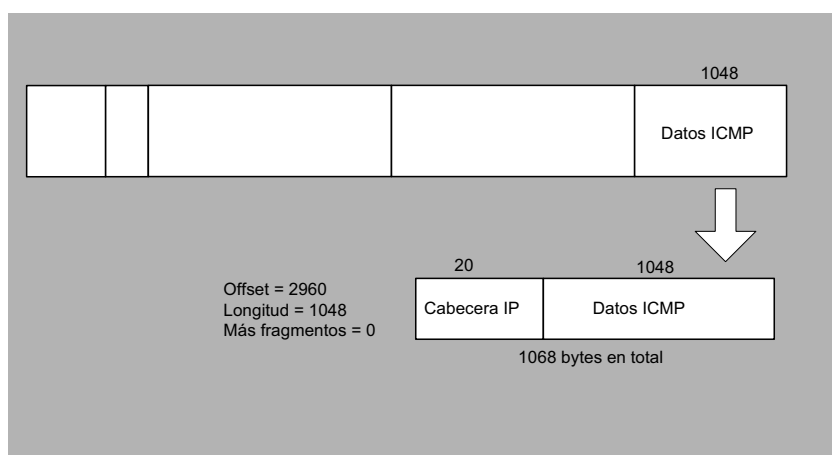 1048
Datos ICMP
20
1048
Offset = 2960
Longitud = 1048
Más fragmentos = 0
Cabecera IP
Datos ICMP
1068 bytes en total